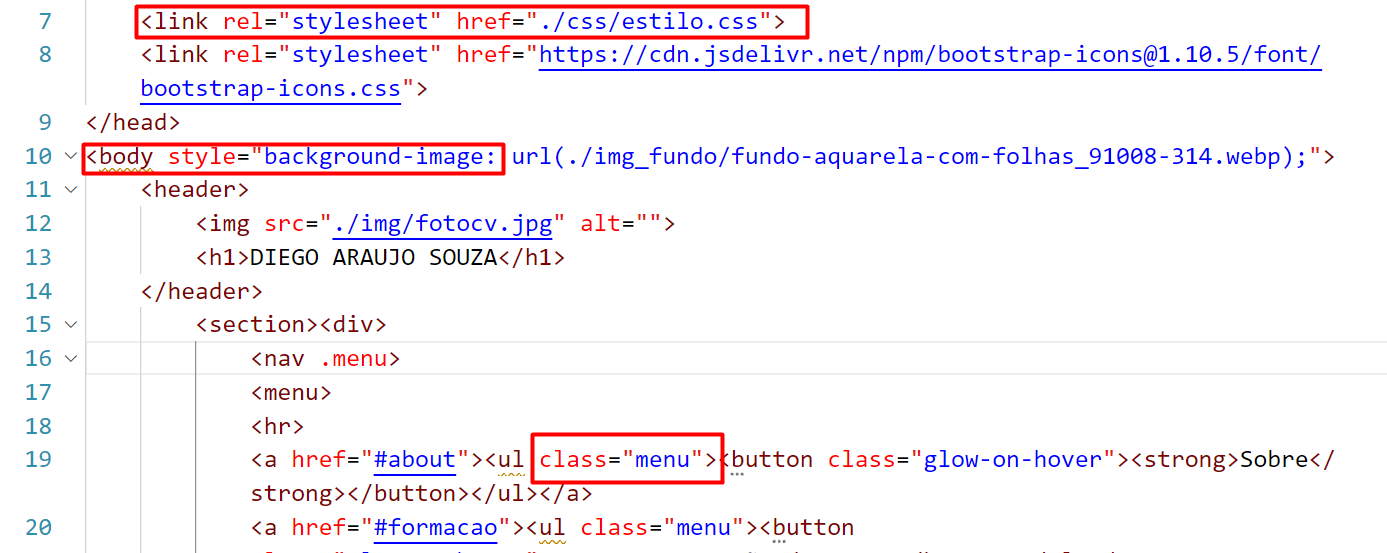 7 <link rel="stylesheet" href="./css/estilo.css">
8 <link rel="stylesheet" href="https://cdn.jsdelivr.net/npm/bootstrap-icons@1.10.5/font/
bootstrap-icons.css">
9 </head>
10 <body style="background-image: url(./img_fundo/fundo-aquarela-com-folhas_91008-314.webp);">
11 <header>
12 <img src="./img/fotocv.jpg" alt="">
13 <h1>DIEGO ARAUJO SOUZA</h1>
14 </header>
15 <section><div>
16 <nav .menu>
17 <menu>
18 <hr>
19 <a href="#about"><ul class="menu"><button class="glow-on-hover"><strong>Sobre</
strong></button></ul></a>
20 <a href="#formacao"><ul class="menu"><button